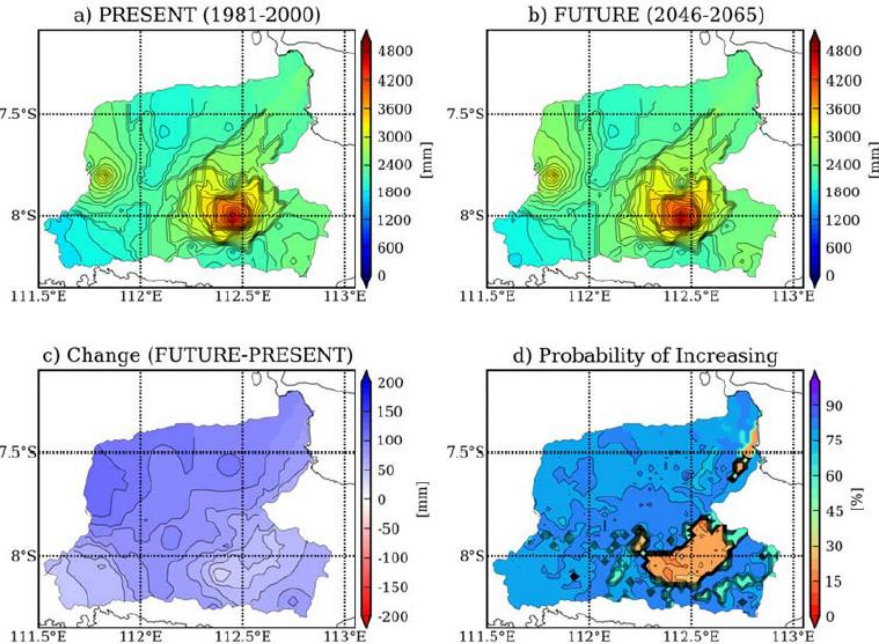 a) PRESENT (1981-2000)
b) FUTURE (2046-2065)
7.5°S
8°S
111.5°E
112°E
112.5°E
113°E
4800
4200
3600
3000
2400
1800
1200
600
0
[mm]
7.5°S
8°S
111.5°E
112°E
112.5°E
113°E
4800
4200
3600
3000
2400
1800
1200
600
0
[mm]
c) Change (FUTURE-PRESENT)
d) Probability of Increasing
7.5°S
8°S
111.5°E
112°E
112.5°E
113°E
200
150
100
50
0
-50
-100
-150
-200
[mm]
7.5°S
8°S
111.5°E
112°E
112.5°E
113°E
90
75
60
45
30
15
0
[%]